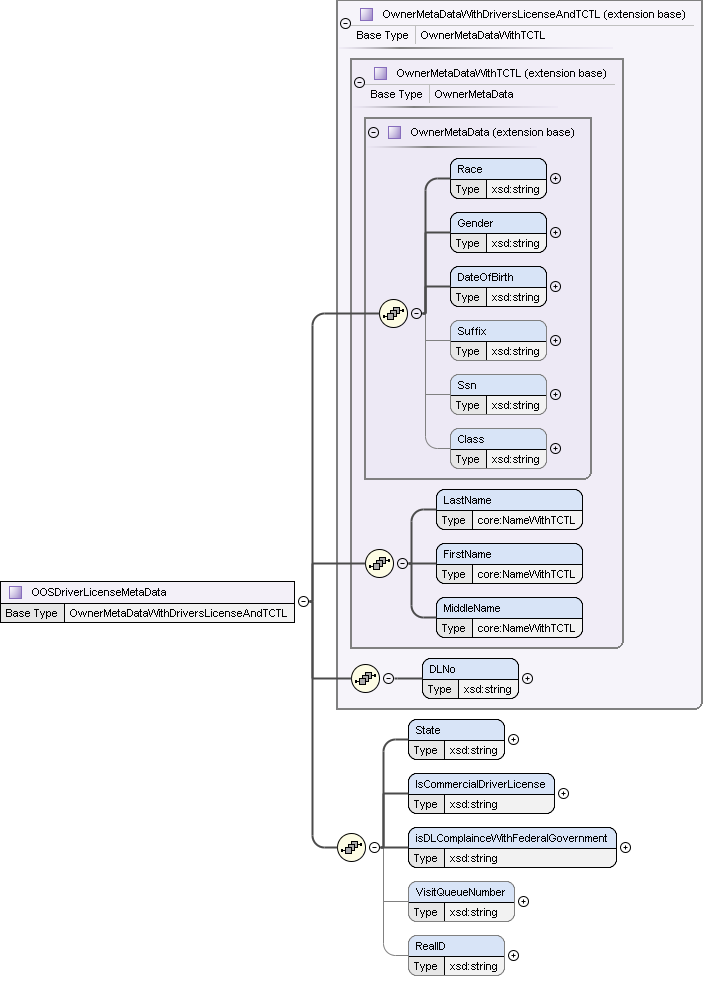 OwnerMetaDataWithDriversLicenseAndTCTL (extension base)
Base Type OwnerMetaDataWithTCTL
OwnerMetaDataWithTCTL (extension base)
Base Type OwnerMetaData
OwnerMetaData (extension base)
Race
Type xsd:string
Gender
Type xsd:string
DateOfBirth
Type xsd:string
Suffix
Type xsd:string
Ssn
Type xsd:string
Class
Type xsd:string
LastName
Type core:NameWithTCTL
FirstName
Type core:NameWithTCTL
MiddleName
Type core:NameWithTCTL
OOSDriverLicenseMetaData
Base Type OwnerMetaDataWithDriversLicenseAndTCTL
DLNo
Type xsd:string
State
Type xsd:string
IsCommercialDriverLicense
Type xsd:string
isDLComplainceWithFederalGovernment
Type xsd:string
VisitQueueNumber
Type xsd:string
RealID
Type xsd:string